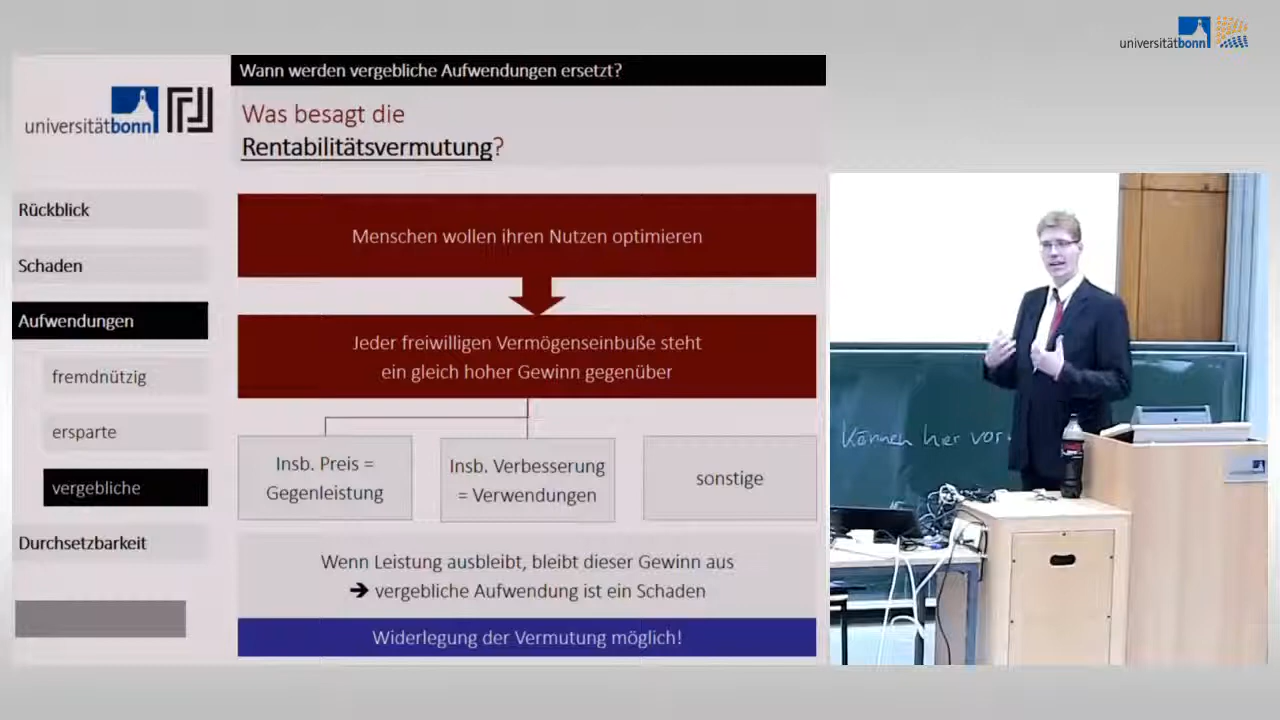 universitätbonn
Wann werden vergebliche Aufwendungen ersetzt?
universitätbonn
Was besagt die
Rentabilitätsvermutung?
Rückblick
Schaden
Aufwendungen
fremdnützig
ersparte
vergebliche
Durchsetzbarkeit
Menschen wollen ihren Nutzen optimieren
Jeder freiwilligen Vermögenseinbuße steht
ein gleich hoher Gewinn gegenüber
Insb. Preis =
Gegenleistung
Insb. Verbesserung
= Verwendungen
sonstige
Wenn Leistung ausbleibt, bleibt dieser Gewinn aus
➔ vergebliche Aufwendung ist ein Schaden
Widerlegung der Vermutung möglich!
Können hier vor